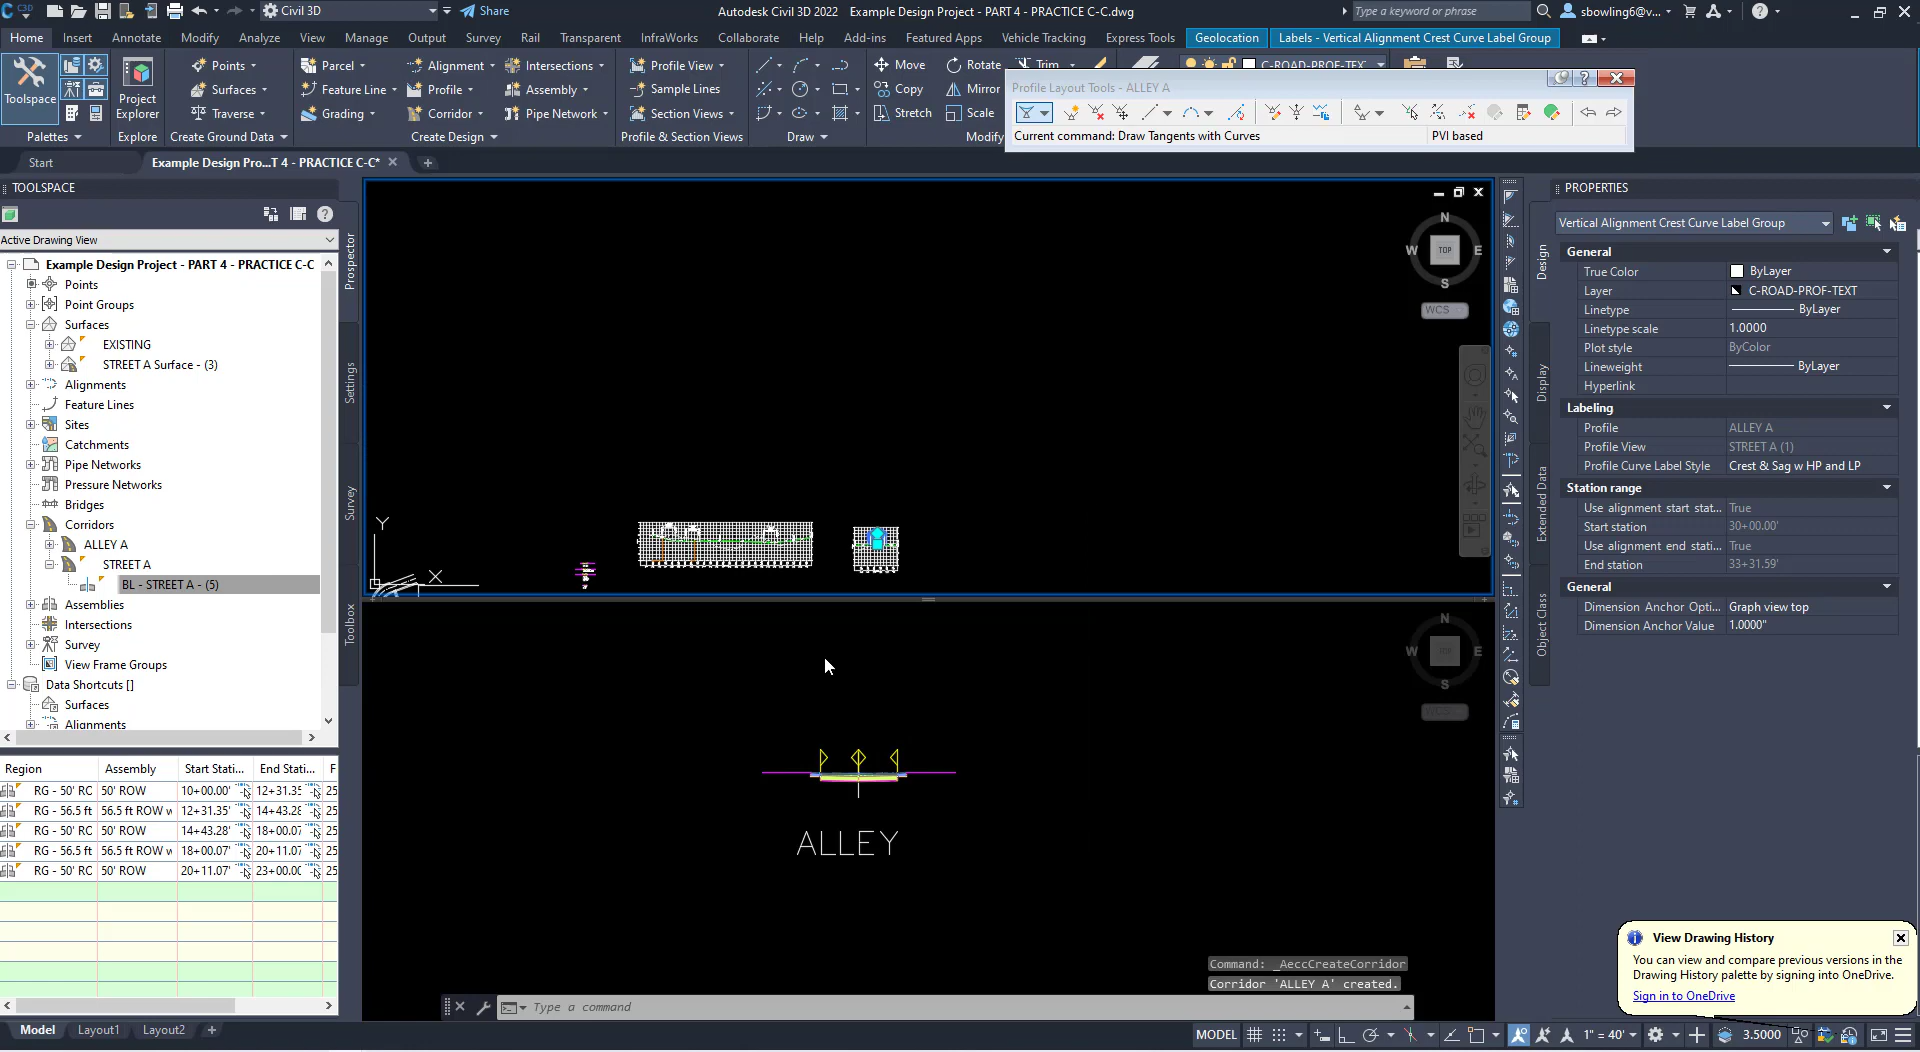 C3D Civil 3D Share Autodesk Civil 3D 2022 Example Design Project - PART 4 - PRACTICE C-C.dwg Type a keyword or phrase sbowling6@v...
Home Insert Annotate Modify Analyze View Manage Output Survey Rail Transparent InfraWorks Collaborate Help Add-ins Featured Apps Vehicle Tracking Express Tools Geolocation Labels - Vertical Alignment Crest Curve Label Group
Points Parcel Alignment Intersections Profile View Move Rotate Trim C-ROAD-PROF-TEX
Profile Layout Tools - ALLEY A
Toolspace Project Explorer Surfaces Feature Line Profile Assembly Sample Lines Copy Mirror
Traverse Grading Corridor Pipe Network Section Views Stretch Scale
Palettes Explore Create Ground Data Create Design Profile & Section Views Draw Modify
Current command: Draw Tangents with Curves PVI based
Start Example Design Pro...T 4 - PRACTICE C-C*
TOOLSPACE
Active Drawing View
Example Design Project - PART 4 - PRACTICE C-C
Points
Point Groups
Surfaces
EXISTING
STREET A Surface - (3)
Alignments
Feature Lines
Sites
Catchments
Pipe Networks
Pressure Networks
Bridges
Corridors
ALLEY A
STREET A
BL - STREET A - (5)
Assemblies
Intersections
Survey
View Frame Groups
Data Shortcuts []
Surfaces
Alignments
Prospector
Settings
Survey
Toolbox
Region Assembly Start Stati... End Stati... F
RG - 50' RC 50' ROW 10+00.00' 12+31.35 25
RG - 56.5 ft 56.5 ft ROW w 12+31.35' 14+43.28 25
RG - 50' RC 50' ROW 14+43.28' 18+00.07 25
RG - 56.5 ft 56.5 ft ROW w 18+00.07' 20+11.07 25
RG - 50' RC 50' ROW 20+11.07' 23+00.00 25
N
W TOP E
S
WCS
Y
X
N
W TOP E
S
WCS
ALLEY
Command: _AeccCreateCorridor
Corridor 'ALLEY A' created.
Type a command
PROPERTIES
Vertical Alignment Crest Curve Label Group
General
True Color ByLayer
Layer C-ROAD-PROF-TEXT
Linetype ByLayer
Linetype scale 1.0000
Plot style ByColor
Lineweight ByLayer
Hyperlink
Labeling
Profile ALLEY A
Profile View STREET A (1)
Profile Curve Label Style Crest & Sag w HP and LP
Station range
Use alignment start stat... True
Start station 30+00.00'
Use alignment end stati... True
End station 33+31.59'
General
Dimension Anchor Opti... Graph view top
Dimension Anchor Value 1.0000"
Design
Display
Extended Data
Object Class
View Drawing History
You can view and compare previous versions in the
Drawing History palette by signing into OneDrive.
Sign in to OneDrive
Model Layout1 Layout2
MODEL 1" = 40' 3.5000